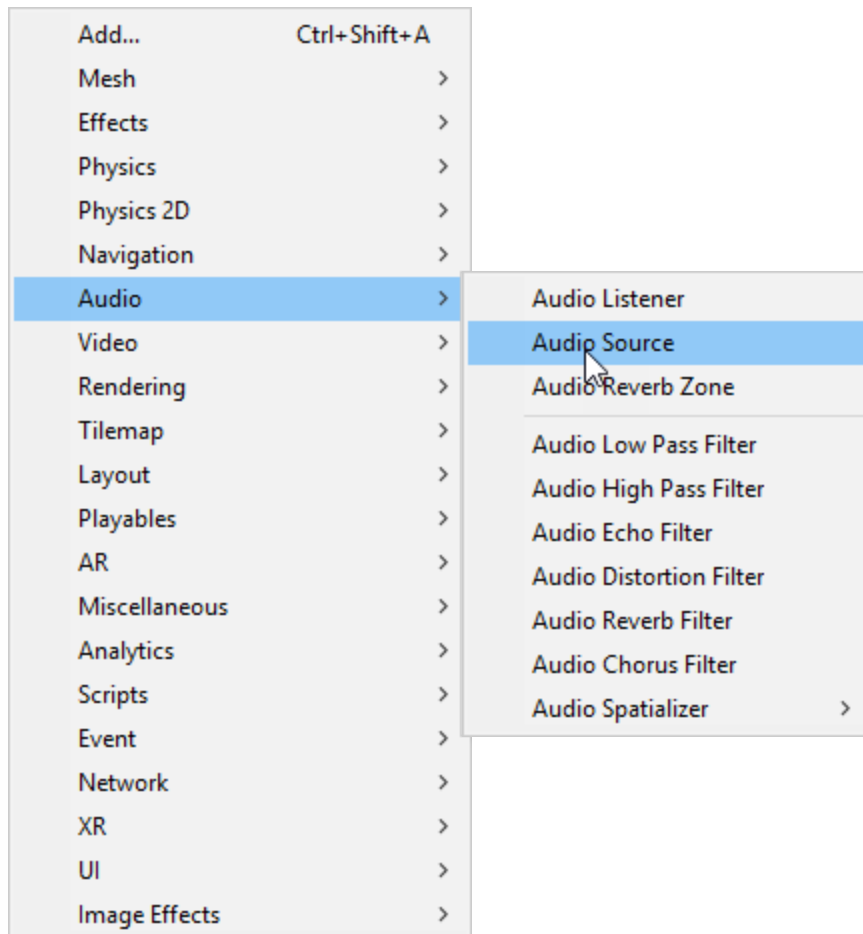 Add... Ctrl+Shift+A
Mesh
Effects
Physics
Physics 2D
Navigation
Audio
Video
Rendering
Tilemap
Layout
Playables
AR
Miscellaneous
Analytics
Scripts
Event
Network
XR
UI
Image Effects
Audio Listener
Audio Source
Audio Reverb Zone
Audio Low Pass Filter
Audio High Pass Filter
Audio Echo Filter
Audio Distortion Filter
Audio Reverb Filter
Audio Chorus Filter
Audio Spatializer